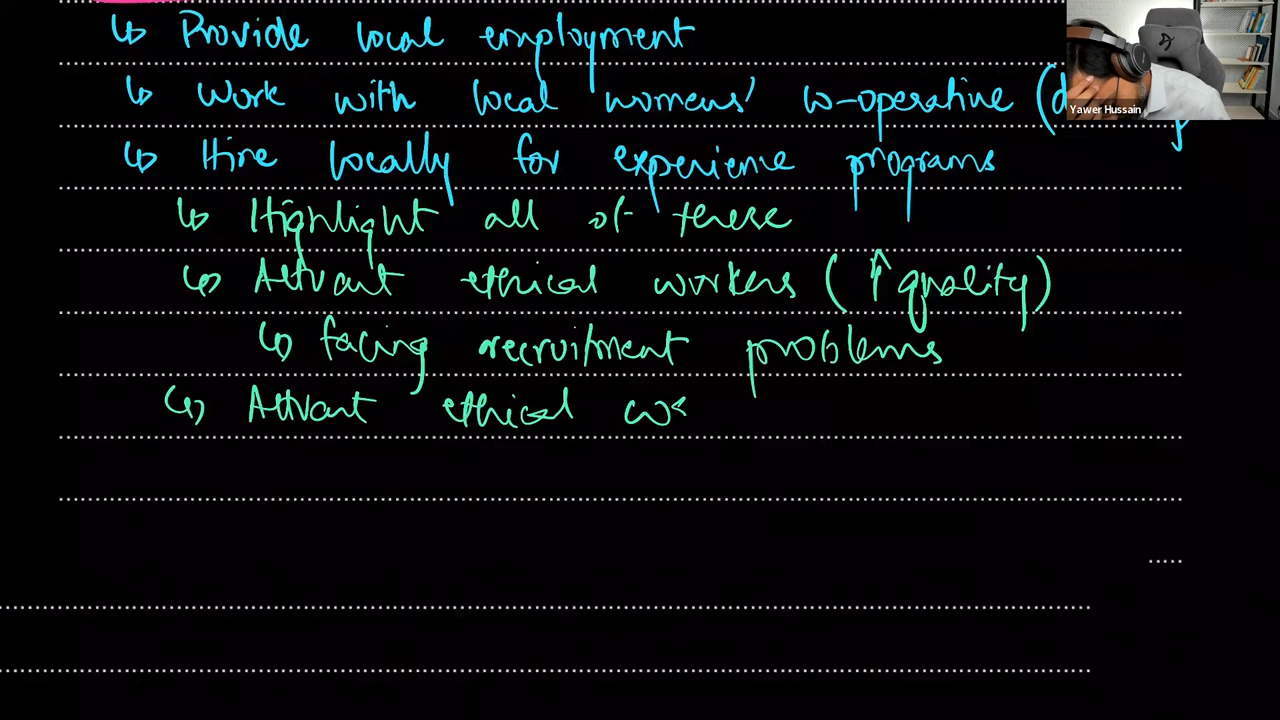 ↳ Provide local employment
↳ Work with local womens' co-operative (
↳ Hire locally for experience programs
↳ Highlight all of these
↳ Attract ethical workers (↑ quality)
↳ facing recruitment problems
↳ Attract ethical
Yawer Hussain